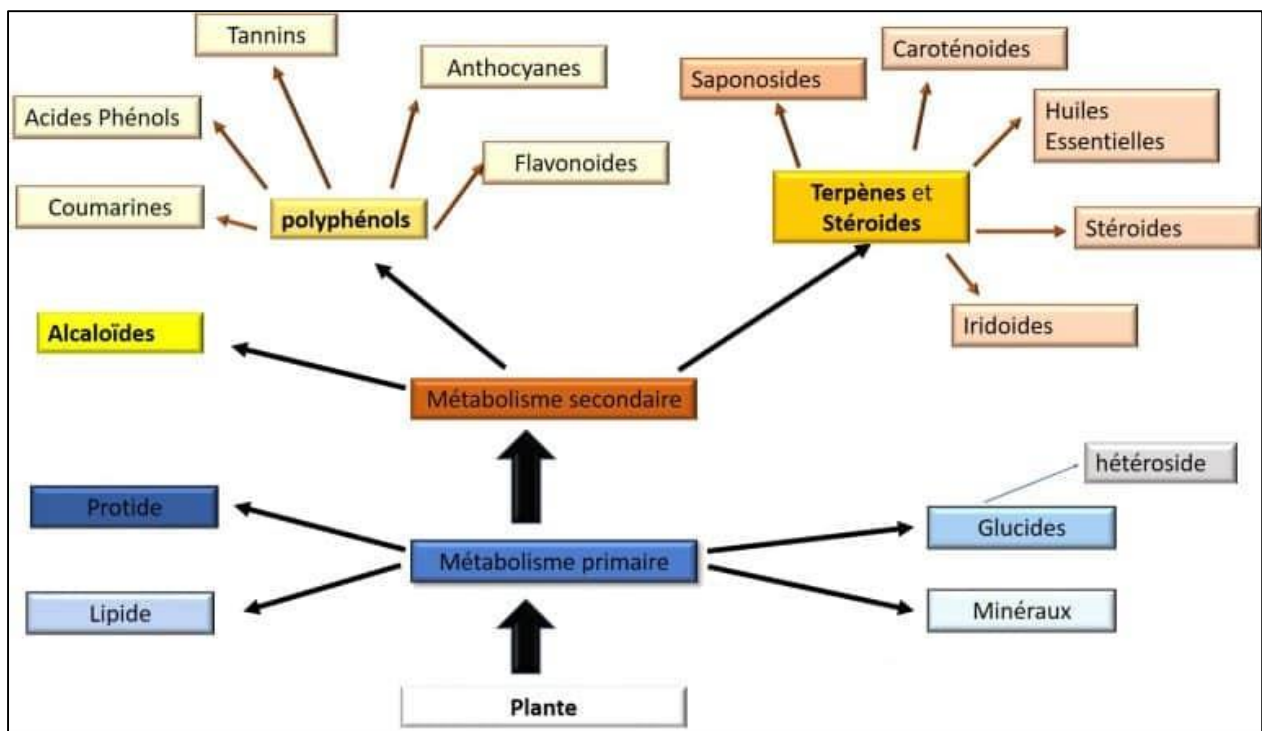 Tannins
Caroténoides
Anthocyanes
Saponosides
Acides Phénols
Huiles
Essentielles
Flavonoides
Coumarines
polyphénols
Terpènes et
Stéroides
Stéroides
Iridoides
Alcaloïdes
Métabolisme secondaire
hétéroside
Protide
Glucides
Métabolisme primaire
Lipide
Minéraux
Plante